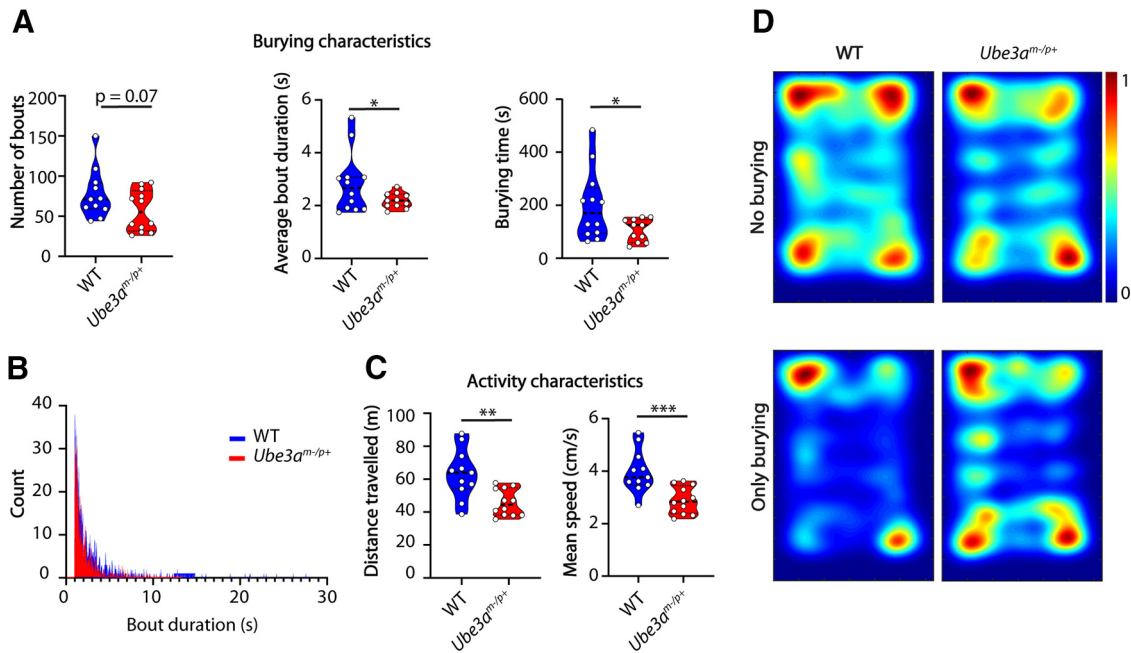 A
Burying characteristics
Number of bouts
200
150
100
50
0
p = 0.07
WT
Ube3a^m-/p+
Average bout duration (s)
6
4
2
0
*
WT
Ube3a^m-/p+
Burying time (s)
600
400
200
0
*
WT
Ube3a^m-/p+
B
Count
40
30
20
10
0
WT
Ube3a^m-/p+
0 10 20 30
Bout duration (s)
C
Activity characteristics
Distance travelled (m)
100
80
60
40
20
0
**
WT
Ube3a^m-/p+
Mean speed (cm/s)
6
4
2
0
***
WT
Ube3a^m-/p+
D
WT
Ube3a^m-/p+
No burying
1
0
Only burying